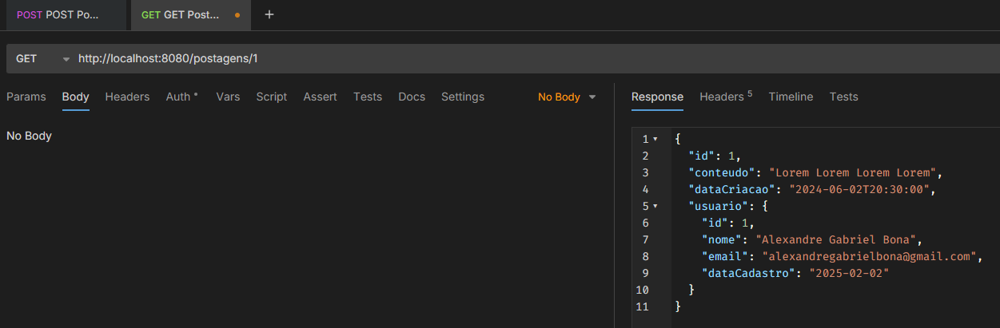 POST POST Po... GET GET Post... +
GET http://localhost:8080/postagens/1
Params Body Headers Auth Vars Script Assert Tests Docs Settings No Body
No Body
Response Headers 5 Timeline Tests
1 {
2 "id": 1,
3 "conteudo": "Lorem Lorem Lorem Lorem",
4 "dataCriacao": "2024-06-02T20:30:00",
5 "usuario": {
6 "id": 1,
7 "nome": "Alexandre Gabriel Bona",
8 "email": "alexandregabrielbona@gmail.com",
9 "dataCadastro": "2025-02-02"
10 }
11 }